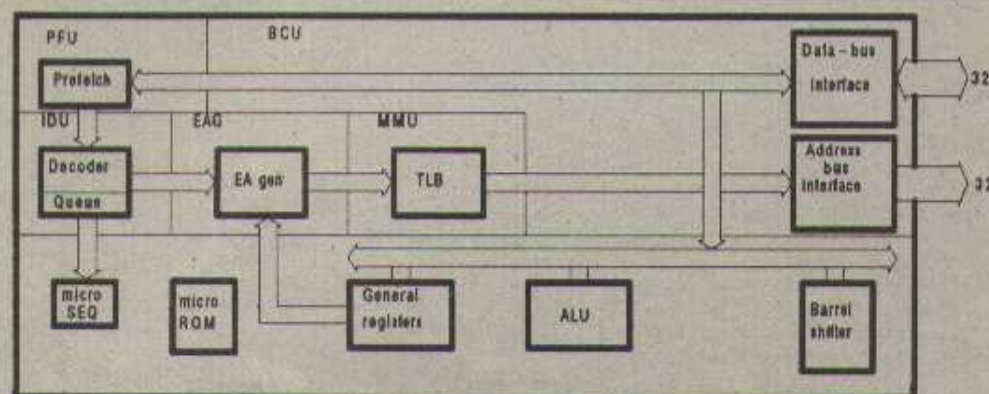 PFU
BCU
Prefetch
Data-bus
interface
32
IDU
EAG
MMU
Decoder
Queue
EA gen
TLB
Address
bus
interface
32
micro
SEQ
micro
ROM
General
registers
ALU
Barrel
shifter